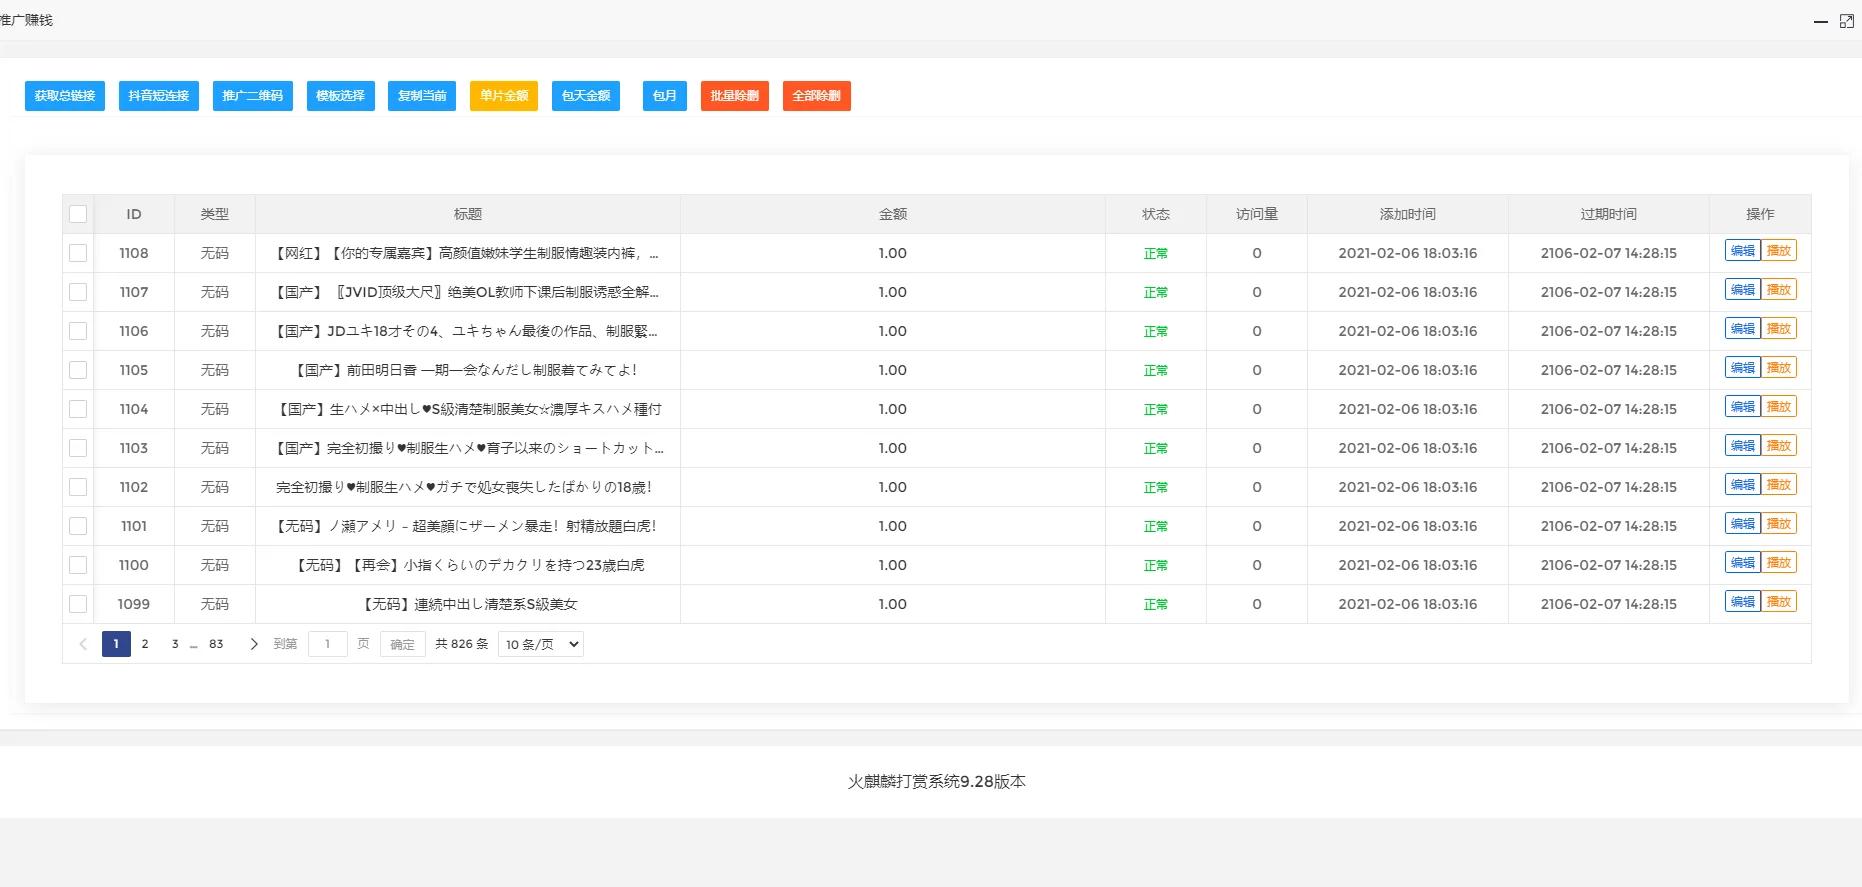 推广赚钱
获取总链接 抖音短连接 推广二维码 模板选择 复制当前 单片金额 包天金额 包月 批量除删 全部除删
ID 类型 标题 金额 状态 访问量 添加时间 过期时间 操作
1108 无码 【网红】【你的专属嘉宾】高颜值嫩妹学生制服情趣装内裤，... 1.00 正常 0 2021-02-06 18:03:16 2106-02-07 14:28:15 编辑 播放
1107 无码 【国产】〖JVID顶级大尺〗绝美OL教师下课后制服诱惑全解... 1.00 正常 0 2021-02-06 18:03:16 2106-02-07 14:28:15 编辑 播放
1106 无码 【国产】JDユキ18才その4、ユキちゃん最後の作品、制服緊... 1.00 正常 0 2021-02-06 18:03:16 2106-02-07 14:28:15 编辑 播放
1105 无码 【国产】前田明日香 一期一会なんだし制服着てみてよ！ 1.00 正常 0 2021-02-06 18:03:16 2106-02-07 14:28:15 编辑 播放
1104 无码 【国产】生ハメ×中出し♥S級清楚制服美女☆濃厚キスハメ種付 1.00 正常 0 2021-02-06 18:03:16 2106-02-07 14:28:15 编辑 播放
1103 无码 【国产】完全初撮り♥制服生ハメ♥育子以来のショートカット... 1.00 正常 0 2021-02-06 18:03:16 2106-02-07 14:28:15 编辑 播放
1102 无码 完全初撮り♥制服生ハメ♥ガチで処女喪失したばかりの18歳！ 1.00 正常 0 2021-02-06 18:03:16 2106-02-07 14:28:15 编辑 播放
1101 无码 【无码】ノ瀬アメリ - 超美顔にザーメン暴走！射精放題白虎！ 1.00 正常 0 2021-02-06 18:03:16 2106-02-07 14:28:15 编辑 播放
1100 无码 【无码】【再会】小指くらいのデカクリを持つ23歳白虎 1.00 正常 0 2021-02-06 18:03:16 2106-02-07 14:28:15 编辑 播放
1099 无码 【无码】連続中出し清楚系S級美女 1.00 正常 0 2021-02-06 18:03:16 2106-02-07 14:28:15 编辑 播放
1 2 3 … 83 到第 1 页 确定 共 826 条 10 条/页
火麒麟打赏系统9.28版本